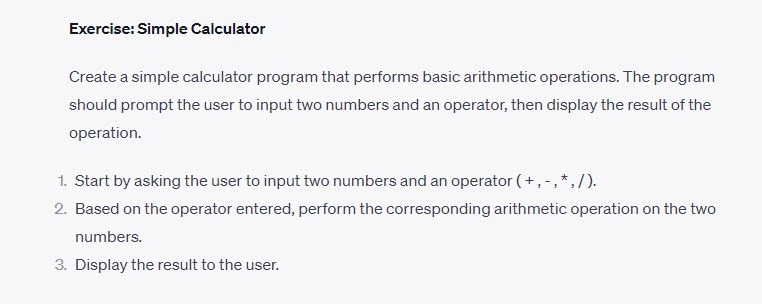 Exercise: Simple Calculator
Create a simple calculator program that performs basic arithmetic operations. The program
should prompt the user to input two numbers and an operator, then display the result of the
operation.
1. Start by asking the user to input two numbers and an operator ( + , - , * , / ).
2. Based on the operator entered, perform the corresponding arithmetic operation on the two
numbers.
3. Display the result to the user.